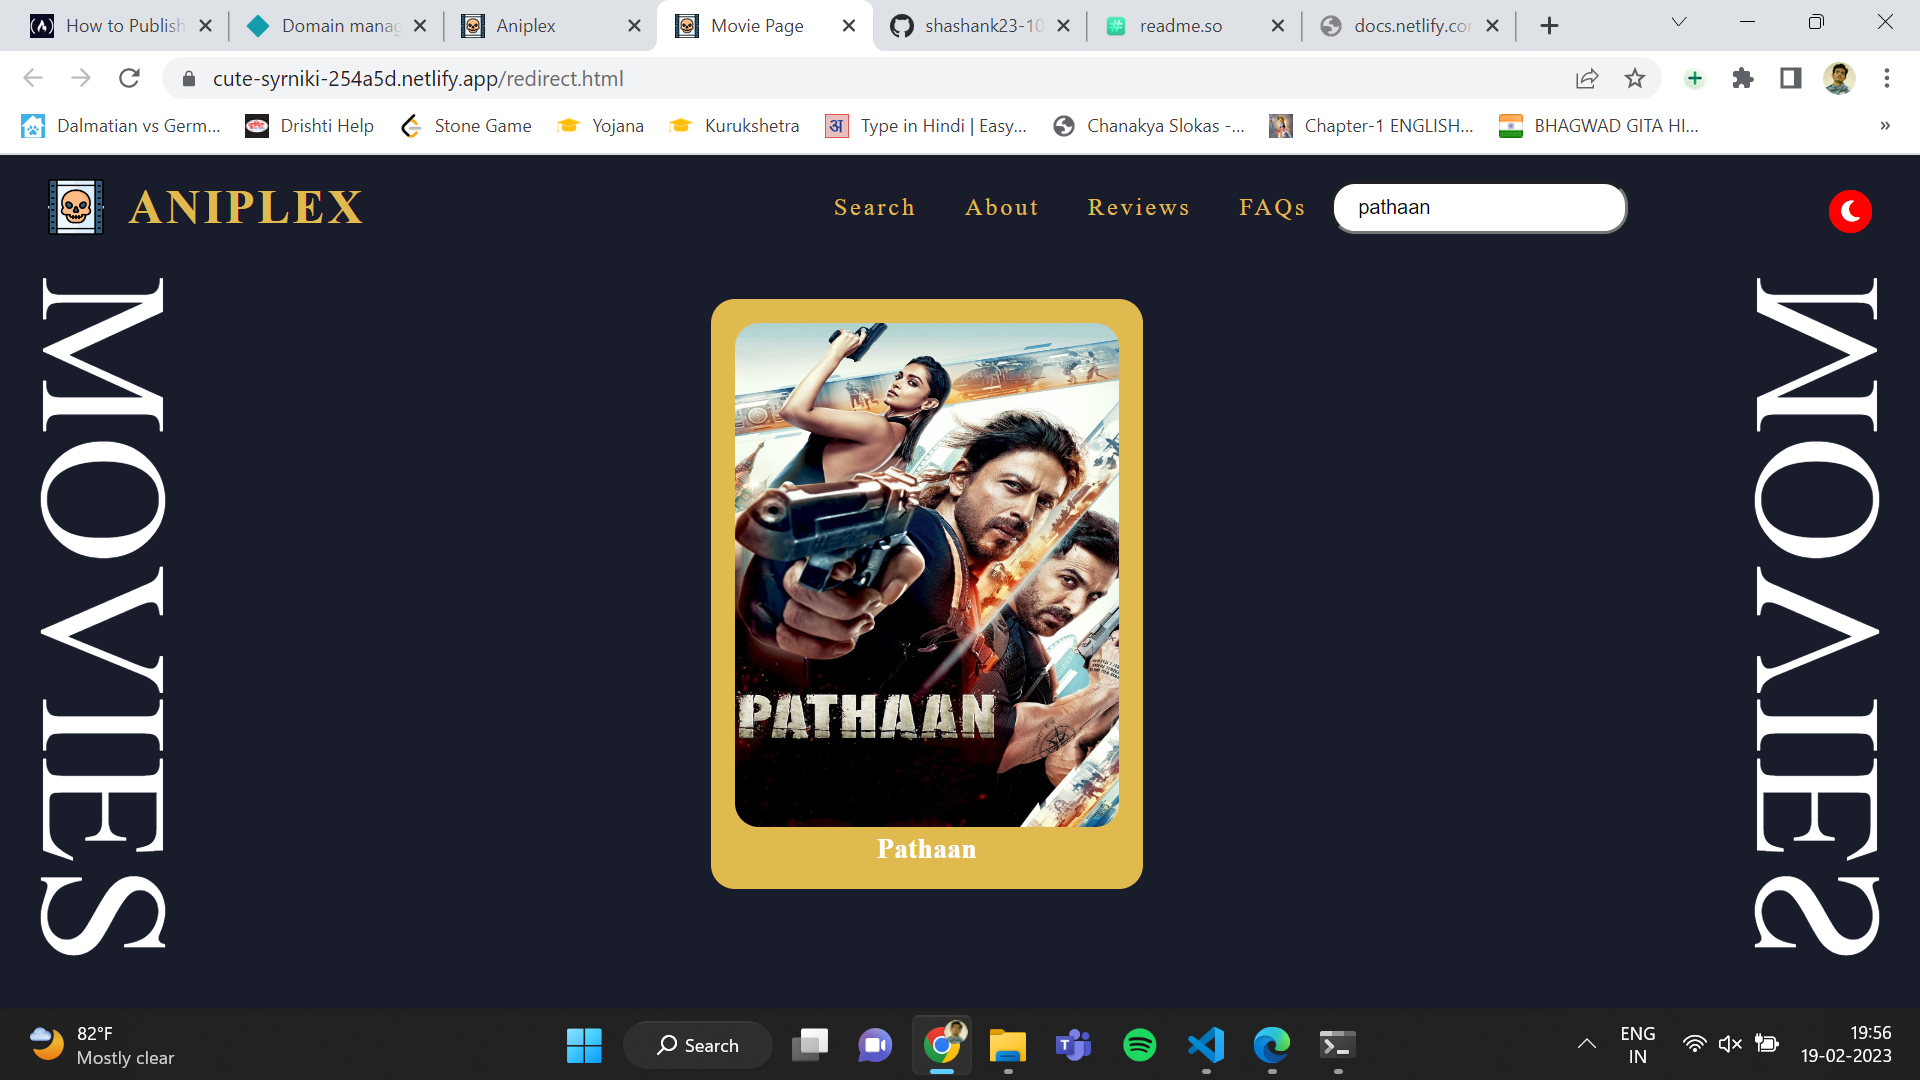 How to Publish
Domain manag
Aniplex
Movie Page
shashank23-10
readme.so
docs.netlify.com
cute-syrniki-254a5d.netlify.app/redirect.html
Dalmatian vs Germ...
Drishti Help
Stone Game
Yojana
Kurukshetra
अ
Type in Hindi | Easy...
Chanakya Slokas -...
Chapter-1 ENGLISH...
BHAGWAD GITA HI...
»
ANIPLEX
Search
About
Reviews
FAQs
pathaan
MOVIES
PATHAAN
Pathaan
MOVIES
82°F
Mostly clear
Search
ENG
IN
19:56
19-02-2023